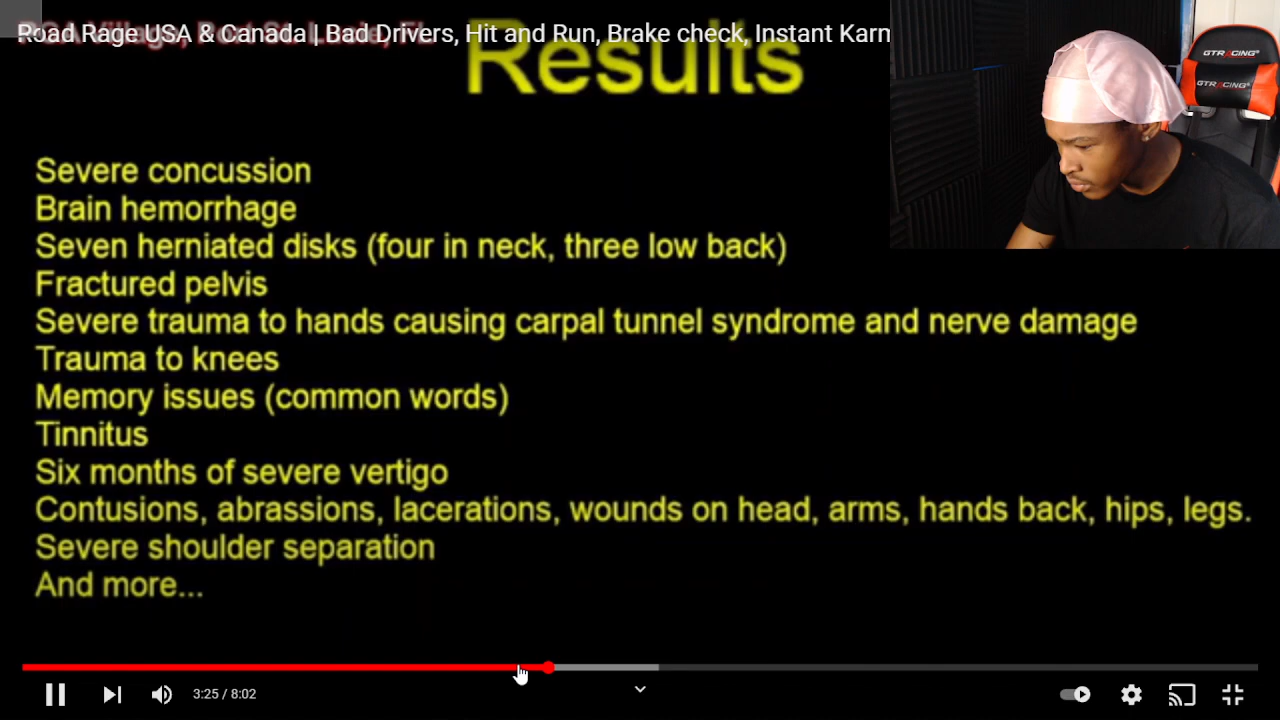 Road Rage USA & Canada | Bad Drivers, Hit and Run, Brake check, Instant Karn
Results
GTRACING
GTRACING
Severe concussion
Brain hemorrhage
Seven herniated disks (four in neck, three low back)
Fractured pelvis
Severe trauma to hands causing carpal tunnel syndrome and nerve damage
Trauma to knees
Memory issues (common words)
Tinnitus
Six months of severe vertigo
Contusions, abrassions, lacerations, wounds on head, arms, hands back, hips, legs.
Severe shoulder separation
And more...
3:25 / 8:02